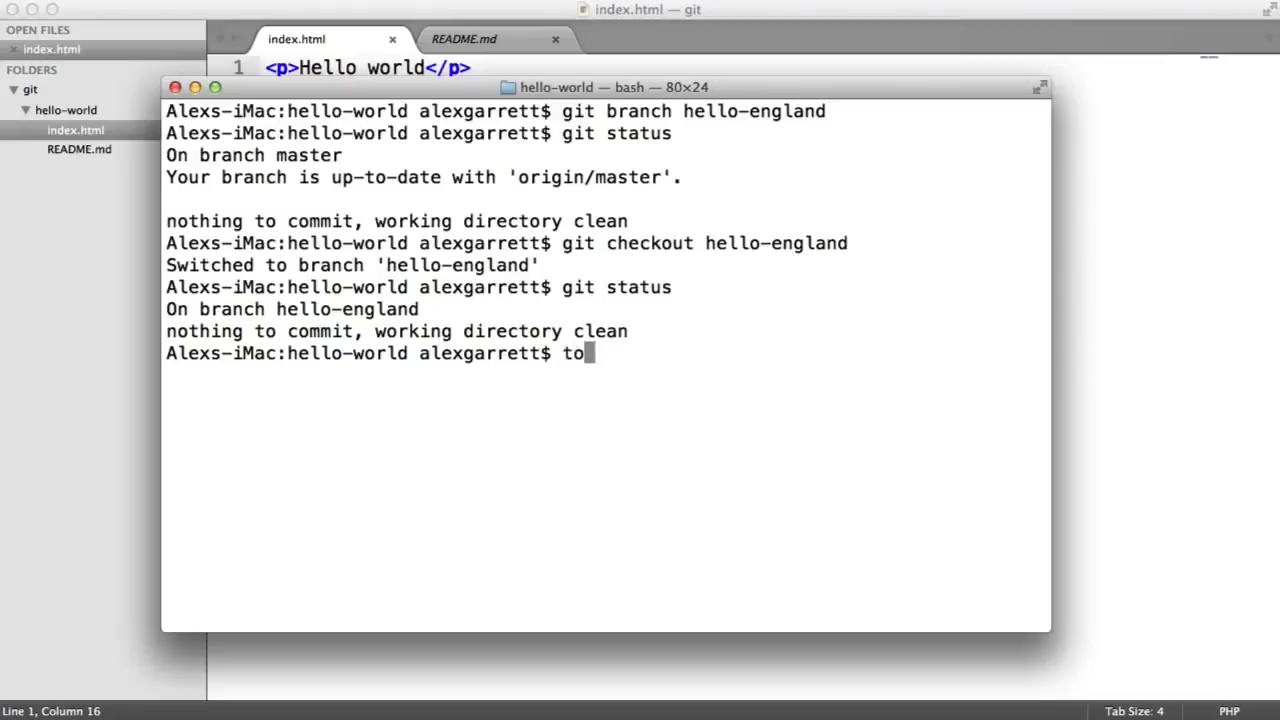 index.html — git
OPEN FILES
index.html
FOLDERS
git
hello-world
index.html
README.md
index.html
README.md
1 <p>Hello world</p>
hello-world — bash — 80×24
Alexs-iMac:hello-world alexgarrett$ git branch hello-england
Alexs-iMac:hello-world alexgarrett$ git status
On branch master
Your branch is up-to-date with 'origin/master'.
nothing to commit, working directory clean
Alexs-iMac:hello-world alexgarrett$ git checkout hello-england
Switched to branch 'hello-england'
Alexs-iMac:hello-world alexgarrett$ git status
On branch hello-england
nothing to commit, working directory clean
Alexs-iMac:hello-world alexgarrett$ to
Line 1, Column 16
Tab Size: 4
PHP